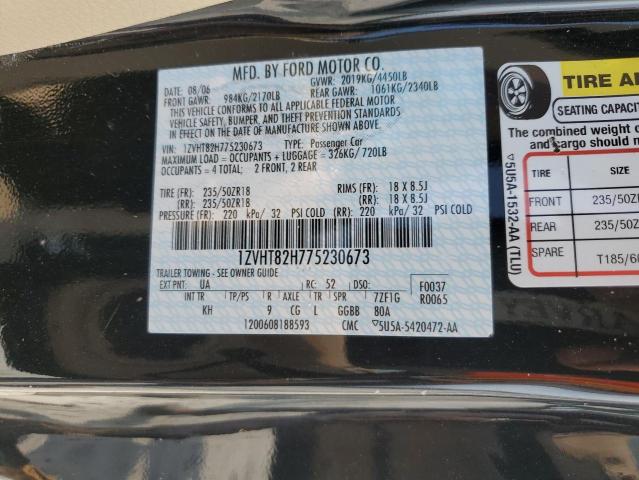 MFD. BY FORD MOTOR CO.
DATE: 08/06 GVWR: 2019KG/4450LB
FRONT GAWR: 984KG/2170LB REAR GAWR: 1061KG/2340LB
THIS VEHICLE CONFORMS TO ALL APPLICABLE FEDERAL MOTOR
VEHICLE SAFETY, BUMPER, AND THEFT PREVENTION STANDARDS
IN EFFECT ON THE DATE OF MANUFACTURE SHOWN ABOVE.
VIN: 1ZVHT82H775230673 TYPE: Passenger Car
MAXIMUM LOAD = OCCUPANTS + LUGGAGE = 326KG/720LB
OCCUPANTS = 4 TOTAL: 2 FRONT, 2 REAR
TIRE (FR): 235/50ZR18 RIMS (FR): 18 X 8.5J
(RR): 235/50ZR18 (RR): 18 X 8.5J
PRESSURE (FR): 220 kPa/ 32 PSI COLD (RR): 220 kPa/ 32 PSI COLD
1ZVHT82H775230673
TRAILER TOWING - SEE OWNER GUIDE
EXT PNT: UA RC: 52 DSO: F0037
INT TR TP/PS R AXLE TR SPR 7ZF1G R0065
KH 9 CG L GGBB 80A
1200608188593 CMC 5U5A-5420472-AA
TIRE A
SEATING CAPACITY
The combined weight o
and cargo should
TIRE SIZE
FRONT 235/50Z
REAR 235/50Z
SPARE T185/6
5U5A-1532-AA (TLU)